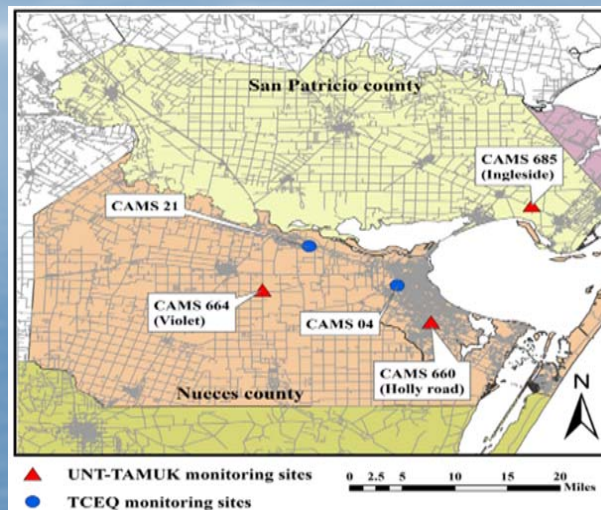 San Patricio county
CAMS 685
(Ingleside)
CAMS 21
CAMS 664
(Violet)
CAMS 04
CAMS 660
(Holly road)
Nueces county
N
UNT-TAMUK monitoring sites
TCEQ monitoring sites
0 2.5 5 10 15 20
Miles